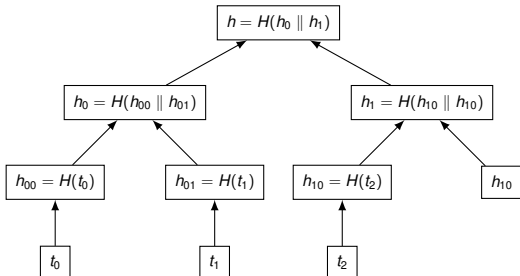 h = H(h₀ ∥ h₁)
h₀ = H(h₀₀ ∥ h₀₁)
h₁ = H(h₁₀ ∥ h₁₀)
h₀₀ = H(t₀)
h₀₁ = H(t₁)
h₁₀ = H(t₂)
h₁₀
t₀
t₁
t₂